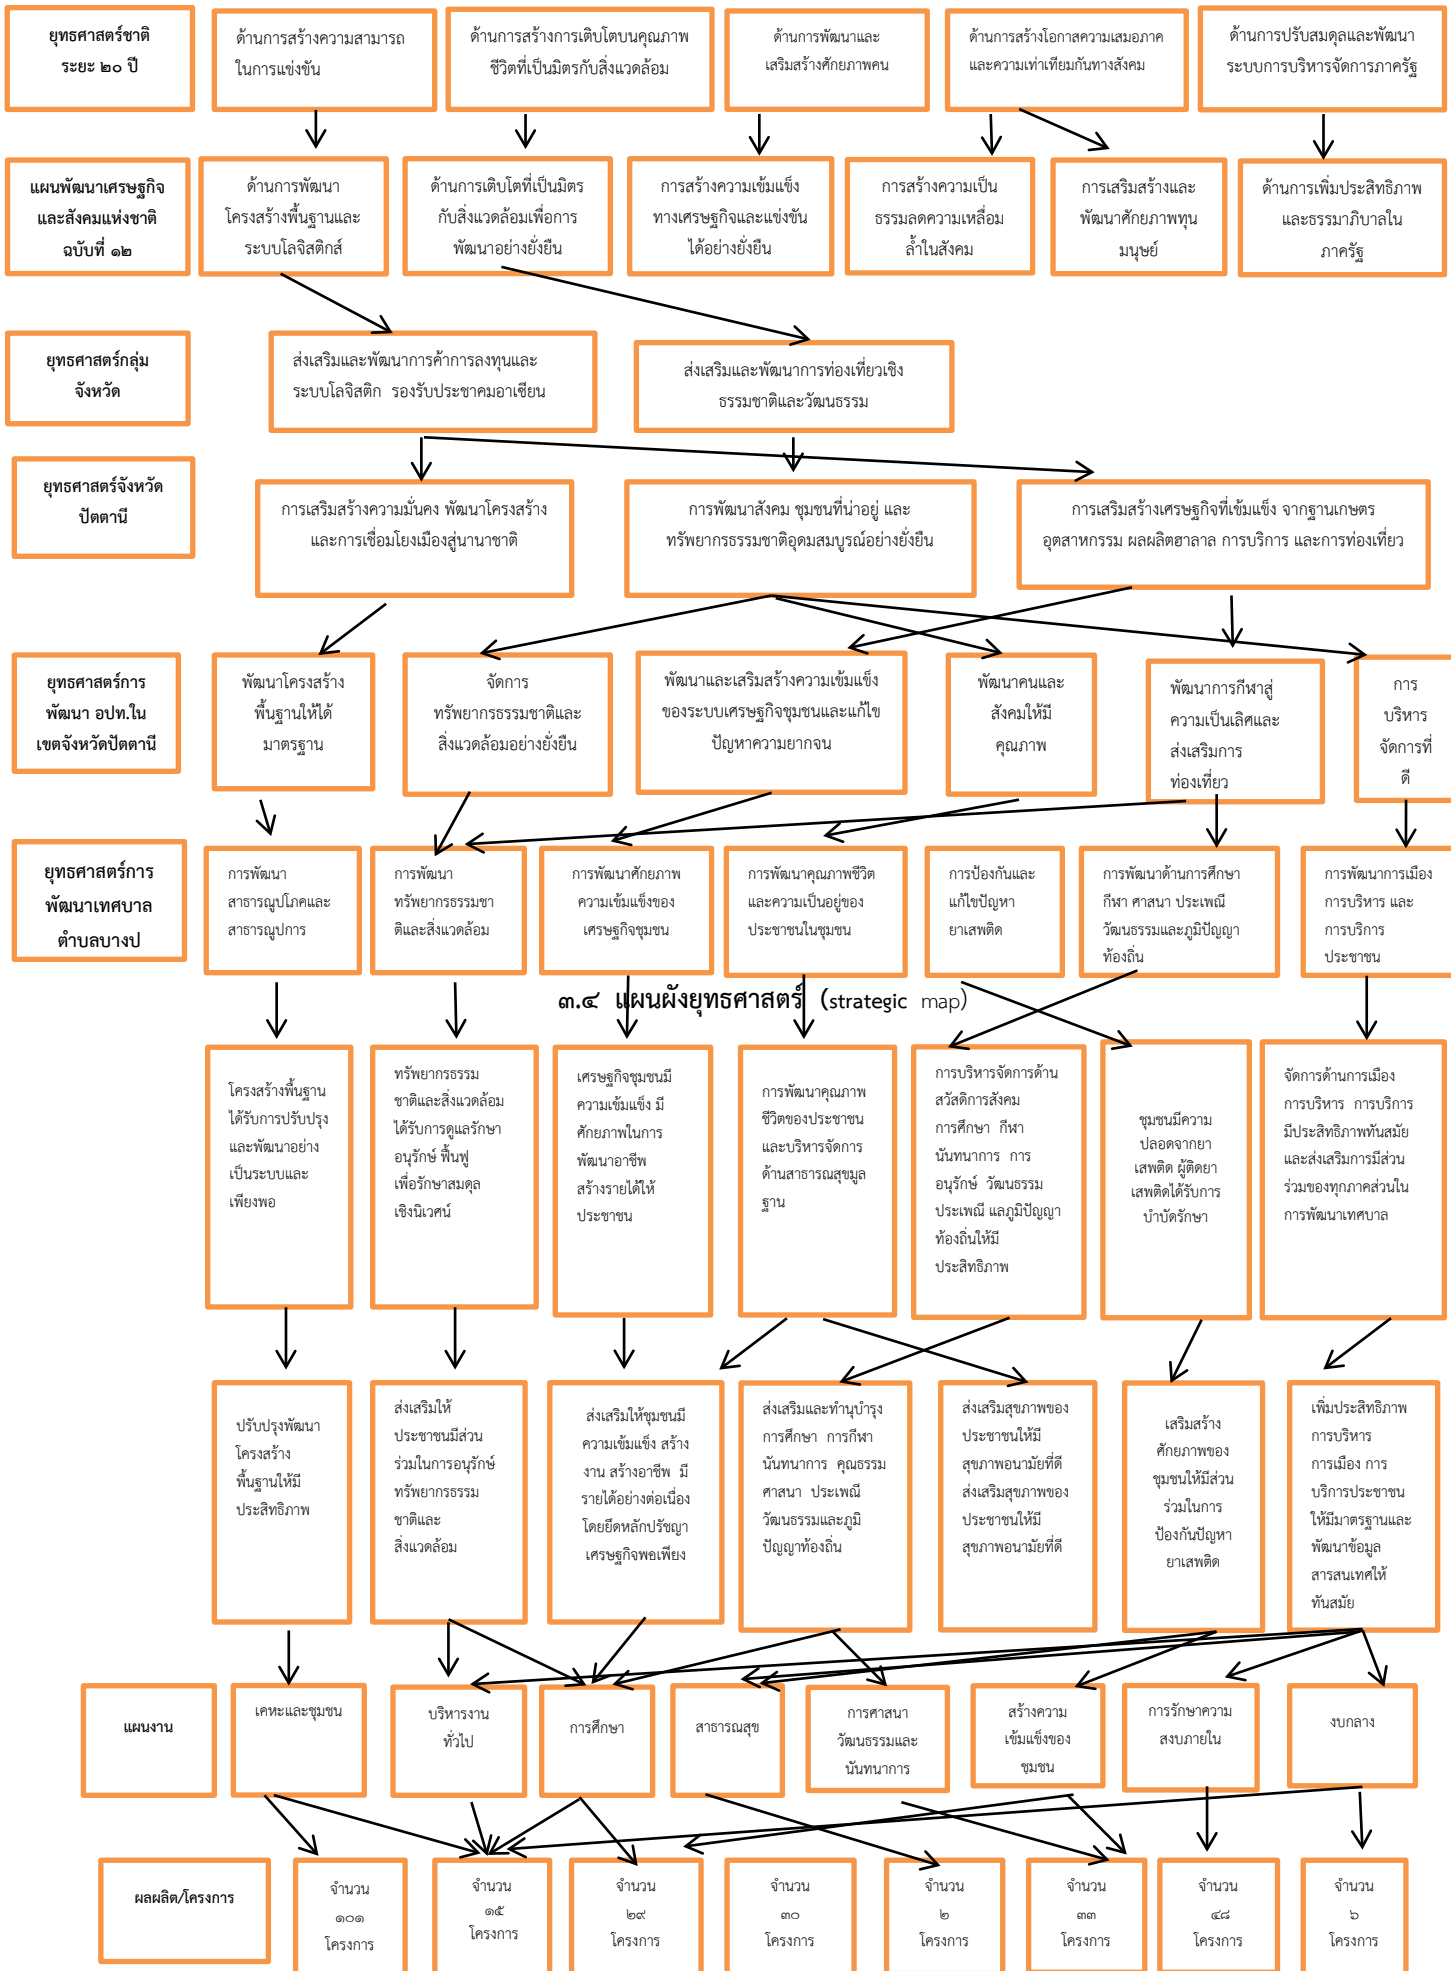 ยุทธศาสตร์ชาติ
ระยะ ๒๐ ปี
ด้านการสร้างความสามารถ
ในการแข่งขัน
ด้านการสร้างการเติบโตบนคุณภาพ
ชีวิตที่เป็นมิตรกับสิ่งแวดล้อม
ด้านการพัฒนาและ
เสริมสร้างศักยภาพคน
ด้านการสร้างโอกาสความเสมอภาค
และความเท่าเทียมกันทางสังคม
ด้านการปรับสมดุลและพัฒนา
ระบบการบริหารจัดการภาครัฐ
แผนพัฒนาเศรษฐกิจ
และสังคมแห่งชาติ
ฉบับที่ ๑๒
ด้านการพัฒนา
โครงสร้างพื้นฐานและ
ระบบโลจิสติกส์
ด้านการเติบโตที่เป็นมิตร
กับสิ่งแวดล้อมเพื่อการ
พัฒนาอย่างยั่งยืน
การสร้างความเข้มแข็ง
ทางเศรษฐกิจและแข่งขัน
ได้อย่างยั่งยืน
การสร้างความเป็น
ธรรมลดความเหลื่อม
ล้ำในสังคม
การเสริมสร้างและ
พัฒนาศักยภาพทุน
มนุษย์
ด้านการเพิ่มประสิทธิภาพ
และธรรมาภิบาลใน
ภาครัฐ
ยุทธศาสตร์กลุ่ม
จังหวัด
ส่งเสริมและพัฒนาการค้าการลงทุนและ
ระบบโลจิสติก รองรับประชาคมอาเซียน
ส่งเสริมและพัฒนาการท่องเที่ยวเชิง
ธรรมชาติและวัฒนธรรม
ยุทธศาสตร์จังหวัด
ปัตตานี
การเสริมสร้างความมั่นคง พัฒนาโครงสร้าง
และการเชื่อมโยงเมืองสู่นานาชาติ
การพัฒนาสังคม ชุมชนที่น่าอยู่ และ
ทรัพยากรธรรมชาติอุดมสมบูรณ์อย่างยั่งยืน
การเสริมสร้างเศรษฐกิจที่เข้มแข็ง จากฐานเกษตร
อุตสาหกรรม ผลผลิตฮาลาล การบริการ และการท่องเที่ยว
ยุทธศาสตร์การ
พัฒนา อปท.ใน
เขตจังหวัดปัตตานี
พัฒนาโครงสร้าง
พื้นฐานให้ได้
มาตรฐาน
จัดการ
ทรัพยากรธรรมชาติและ
สิ่งแวดล้อมอย่างยั่งยืน
พัฒนาและเสริมสร้างความเข้มแข็ง
ของระบบเศรษฐกิจชุมชนและแก้ไข
ปัญหาความยากจน
พัฒนาคนและ
สังคมให้มี
คุณภาพ
พัฒนาการกีฬาสู่
ความเป็นเลิศและ
ส่งเสริมการ
ท่องเที่ยว
การ
บริหาร
จัดการที่
ดี
ยุทธศาสตร์การ
พัฒนาเทศบาล
ตำบลบางปู
การพัฒนา
สาธารณูปโภคและ
สาธารณูปการ
การพัฒนา
ทรัพยากรธรรมชา
ติและสิ่งแวดล้อม
การพัฒนาศักยภาพ
ความเข้มแข็งของ
เศรษฐกิจชุมชน
การพัฒนาคุณภาพชีวิต
และความเป็นอยู่ของ
ประชาชนในชุมชน
การป้องกันและ
แก้ไขปัญหา
ยาเสพติด
การพัฒนาด้านการศึกษา
กีฬา ศาสนา ประเพณี
วัฒนธรรมและภูมิปัญญา
ท้องถิ่น
การพัฒนาการเมือง
การบริหาร และ
การบริการ
ประชาชน
๓.๔ แผนผังยุทธศาสตร์ (strategic map)
โครงสร้างพื้นฐาน
ได้รับการปรับปรุง
และพัฒนาอย่าง
เป็นระบบและ
เพียงพอ
ทรัพยากรธรรม
ชาติและสิ่งแวดล้อม
ได้รับการดูแลรักษา
อนุรักษ์ ฟื้นฟู
เพื่อรักษาสมดุล
เชิงนิเวศน์
เศรษฐกิจชุมชนมี
ความเข้มแข็ง มี
ศักยภาพในการ
พัฒนาอาชีพ
สร้างรายได้ให้
ประชาชน
การพัฒนาคุณภาพ
ชีวิตของประชาชน
และบริหารจัดการ
ด้านสาธารณสุขมูล
ฐาน
การบริหารจัดการด้าน
สวัสดิการสังคม
การศึกษา กีฬา
นันทนาการ การ
อนุรักษ์ วัฒนธรรม
ประเพณี แลภูมิปัญญา
ท้องถิ่นให้มี
ประสิทธิภาพ
ชุมชนมีความ
ปลอดจากยา
เสพติด ผู้ติดยา
เสพติดได้รับการ
บำบัดรักษา
จัดการด้านการเมือง
การบริหาร การบริการ
มีประสิทธิภาพทันสมัย
และส่งเสริมการมีส่วน
ร่วมของทุกภาคส่วนใน
การพัฒนาเทศบาล
ปรับปรุงพัฒนา
โครงสร้าง
พื้นฐานให้มี
ประสิทธิภาพ
ส่งเสริมให้
ประชาชนมีส่วน
ร่วมในการอนุรักษ์
ทรัพยากรธรรม
ชาติและ
สิ่งแวดล้อม
ส่งเสริมให้ชุมชนมี
ความเข้มแข็ง สร้าง
งาน สร้างอาชีพ มี
รายได้อย่างต่อเนื่อง
โดยยึดหลักปรัชญา
เศรษฐกิจพอเพียง
ส่งเสริมและทำนุบำรุง
การศึกษา การกีฬา
นันทนาการ คุณธรรม
ศาสนา ประเพณี
วัฒนธรรมและภูมิ
ปัญญาท้องถิ่น
ส่งเสริมสุขภาพของ
ประชาชนให้มี
สุขภาพอนามัยที่ดี
ส่งเสริมสุขภาพของ
ประชาชนให้มี
สุขภาพอนามัยที่ดี
เสริมสร้าง
ศักยภาพของ
ชุมชนให้มีส่วน
ร่วมในการ
ป้องกันปัญหา
ยาเสพติด
เพิ่มประสิทธิภาพ
การบริหาร
การเมือง การ
บริการประชาชน
ให้มีมาตรฐานและ
พัฒนาข้อมูล
สารสนเทศให้
ทันสมัย
แผนงาน
เคหะและชุมชน
บริหารงาน
ทั่วไป
การศึกษา
สาธารณสุข
การศาสนา
วัฒนธรรมและ
นันทนาการ
สร้างความ
เข้มแข็งของ
ชุมชน
การรักษาความ
สงบภายใน
งบกลาง
ผลผลิต/โครงการ
จำนวน
๑๐๑
โครงการ
จำนวน
๑๕
โครงการ
จำนวน
๒๙
โครงการ
จำนวน
๓๐
โครงการ
จำนวน
๒
โครงการ
จำนวน
๓๓
โครงการ
จำนวน
๔๘
โครงการ
จำนวน
๖
โครงการ